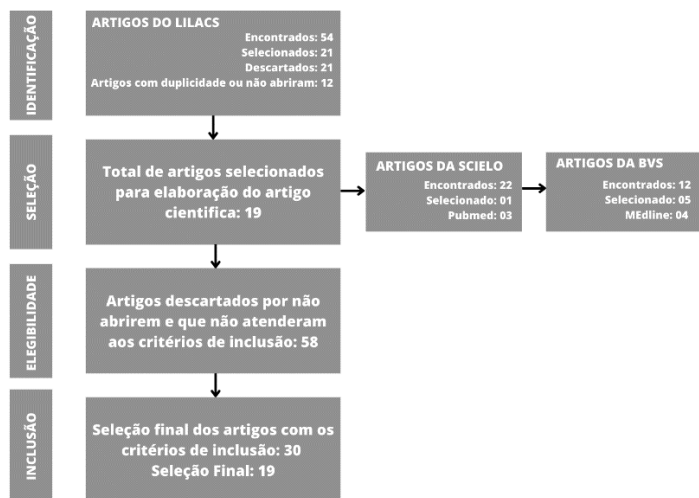 IDENTIFICAÇÃO
ARTIGOS DO LILACS
Encontrados: 54
Selecionados: 21
Descartados: 21
Artigos com duplicidade ou não abriram: 12
SELEÇÃO
Total de artigos selecionados
para elaboração do artigo
cientifica: 19
ARTIGOS DA SCIELO
Encontrados: 22
Selecionado: 01
Pubmed: 03
ARTIGOS DA BVS
Encontrados: 12
Selecionado: 05
MEdline: 04
ELEGIBILIDADE
Artigos descartados por não
abrirem e que não atenderam
aos critérios de inclusão: 58
INCLUSÃO
Seleção final dos artigos com os
critérios de inclusão: 30
Seleção Final: 19